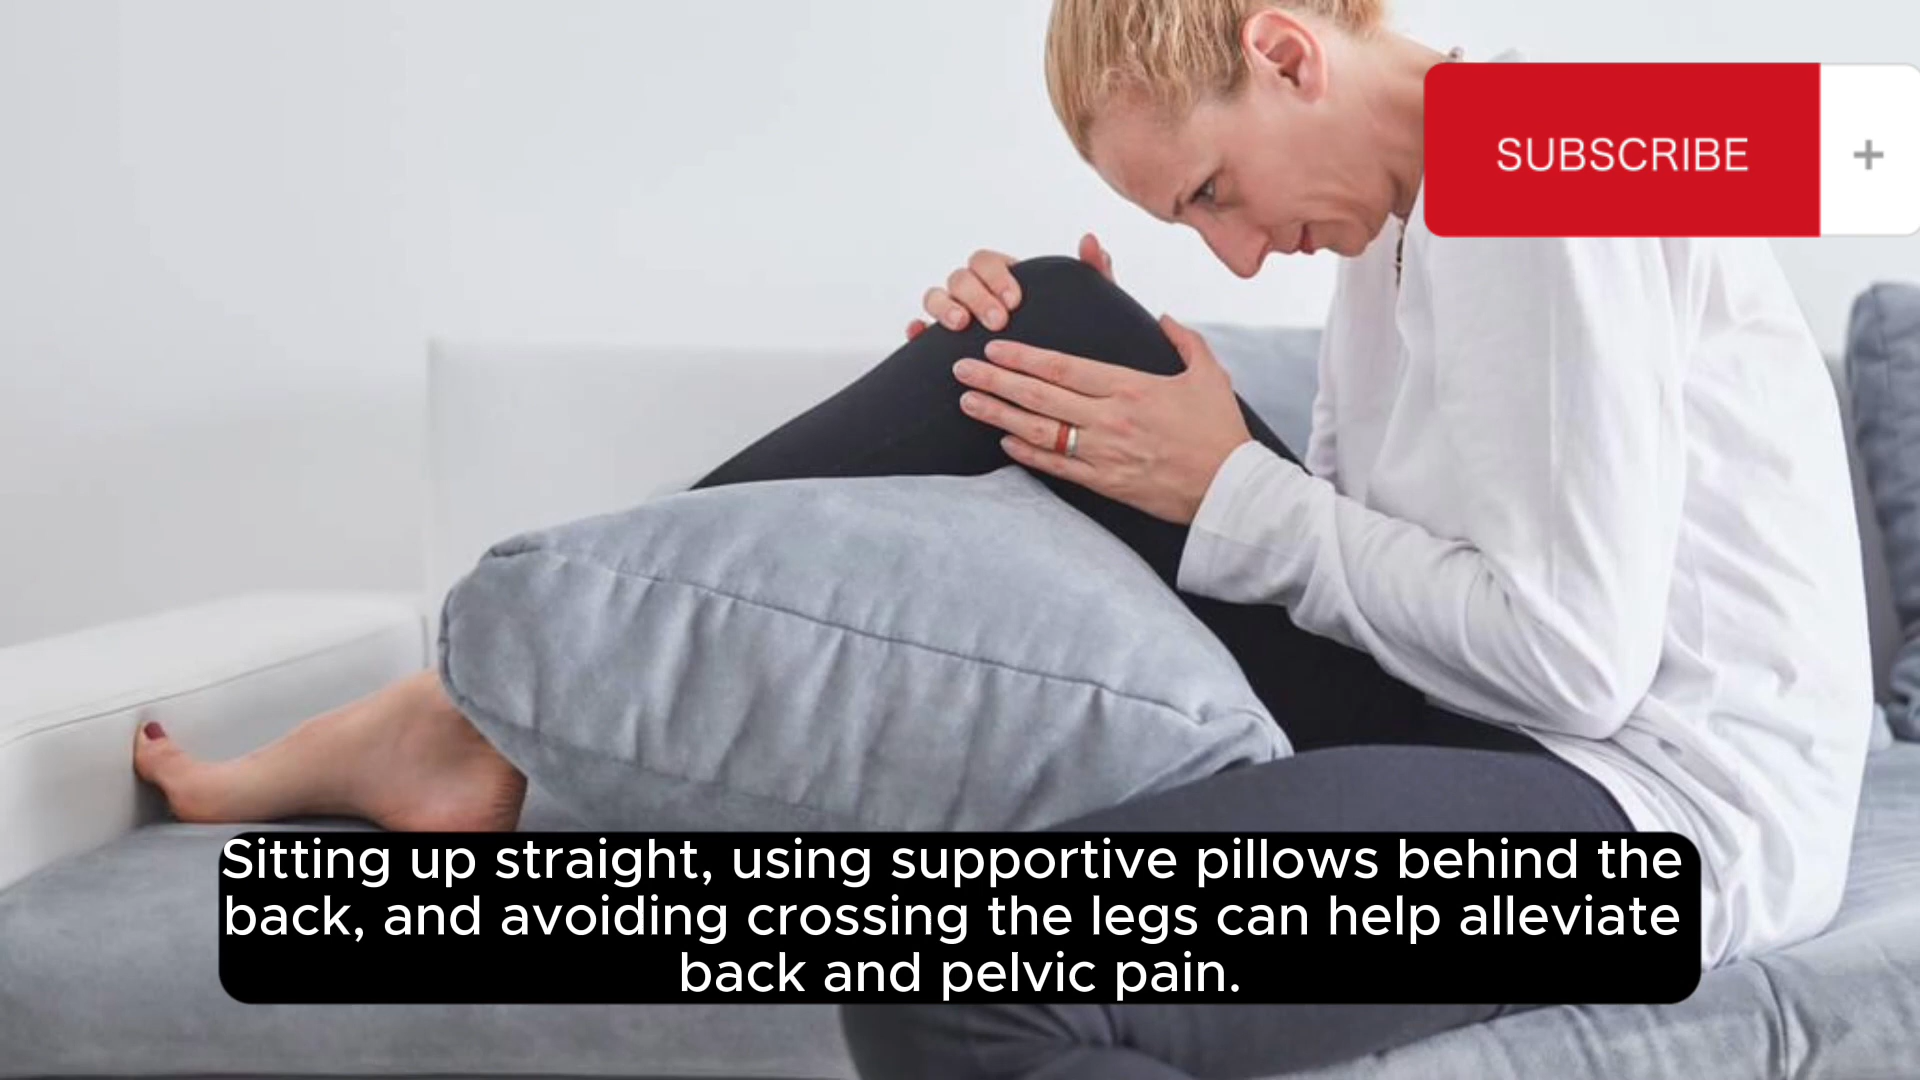 SUBSCRIBE +
Sitting up straight, using supportive pillows behind the
back, and avoiding crossing the legs can help alleviate
back and pelvic pain.